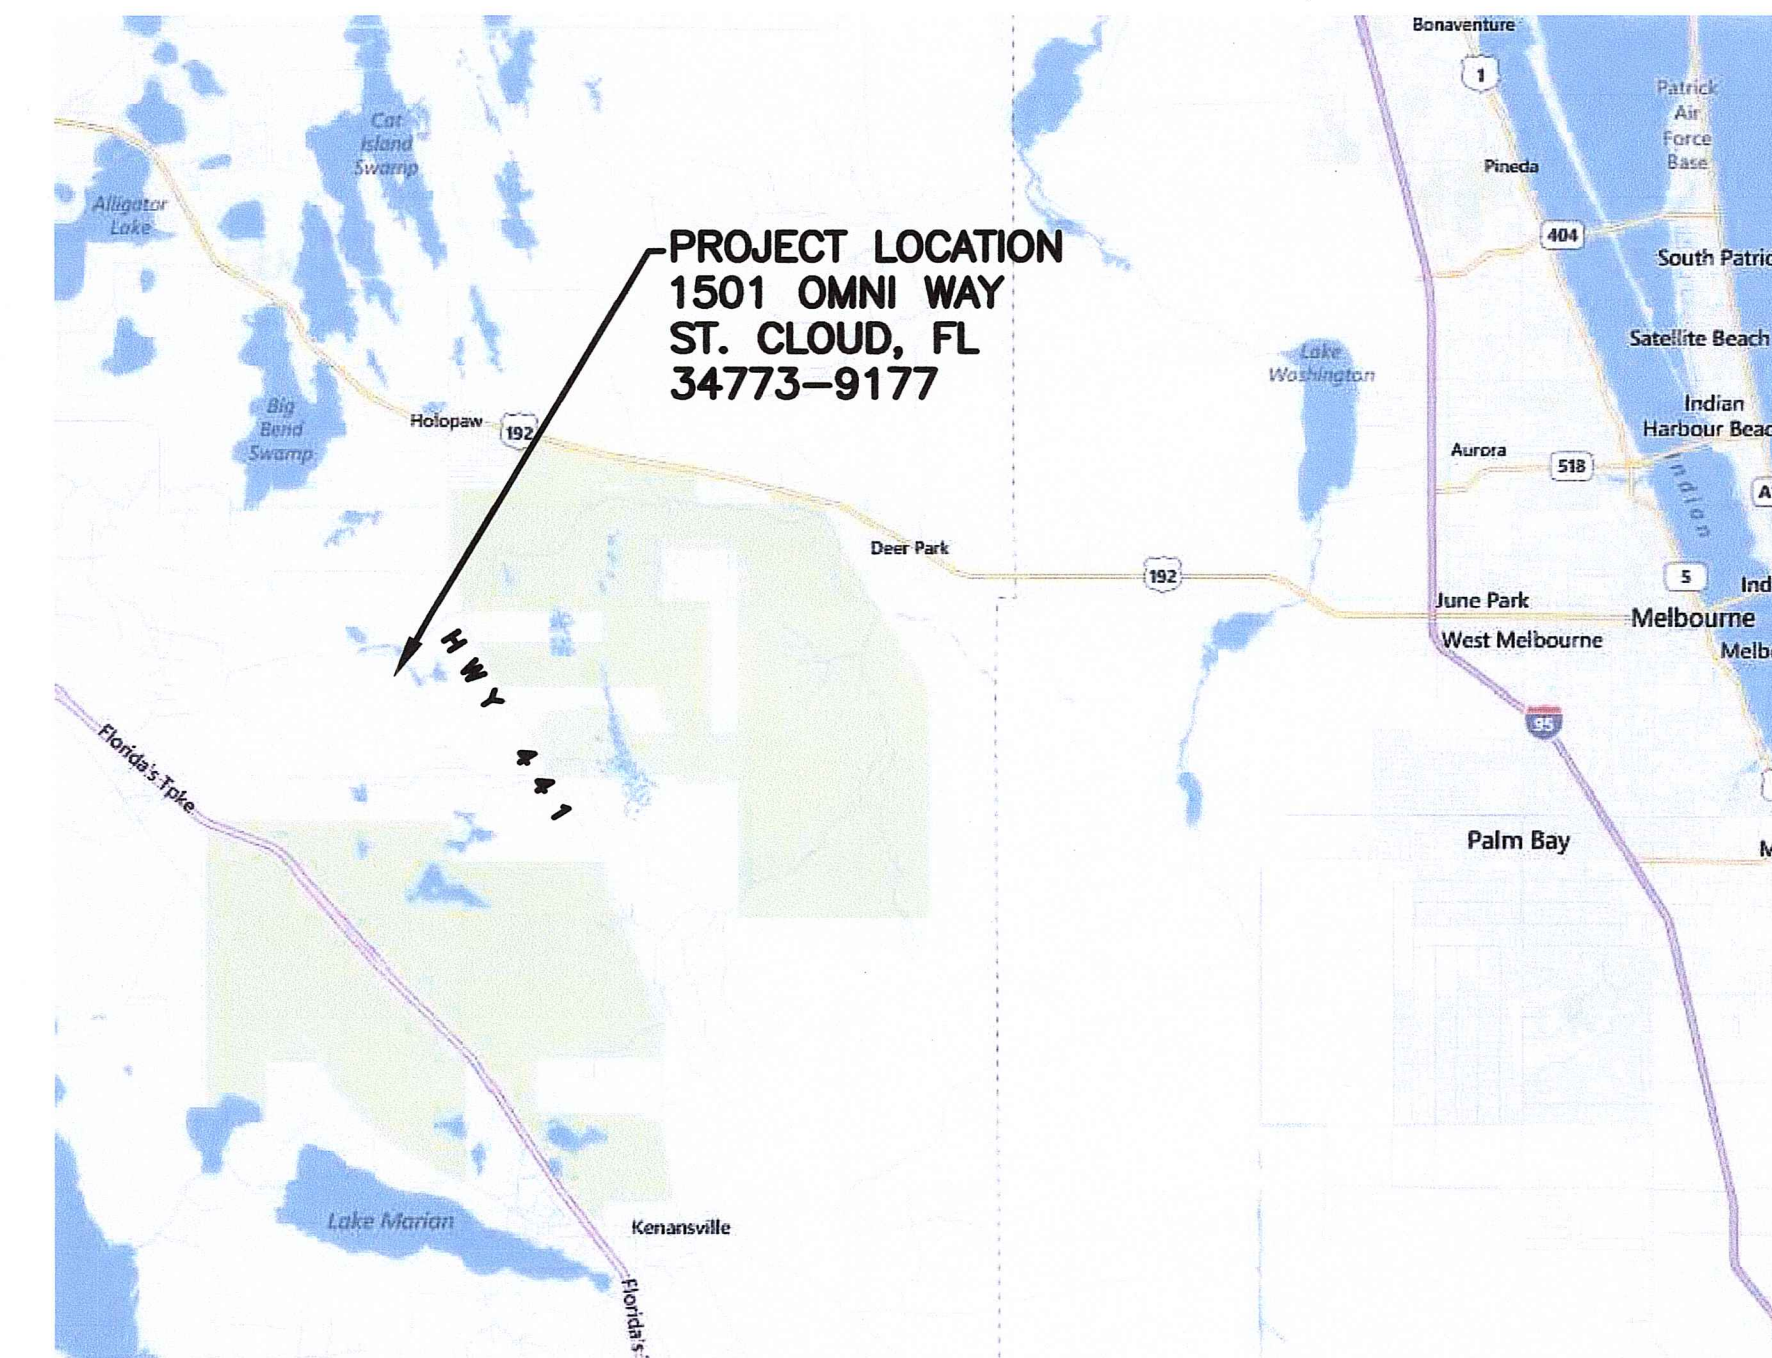 Bonaventure
1
Patrick
Air
Force
Base
Cat
Island
Swamp
Pineda
Alligator
Lake
404
PROJECT LOCATION
1501 OMNI WAY
ST. CLOUD, FL
34773-9177
South Patric
Satellite Beach
Lake
Washington
Indian
Harbour Beac
Big
Bend
Swamp
Holopaw
192
Aurora
518
Indian
A
Deer Park
192
5
Ind
June Park
Melbourne
West Melbourne
Melb
HWY 441
95
Florida's Tpke
Palm Bay
M
Lake Marian
Kenansville
Florida's